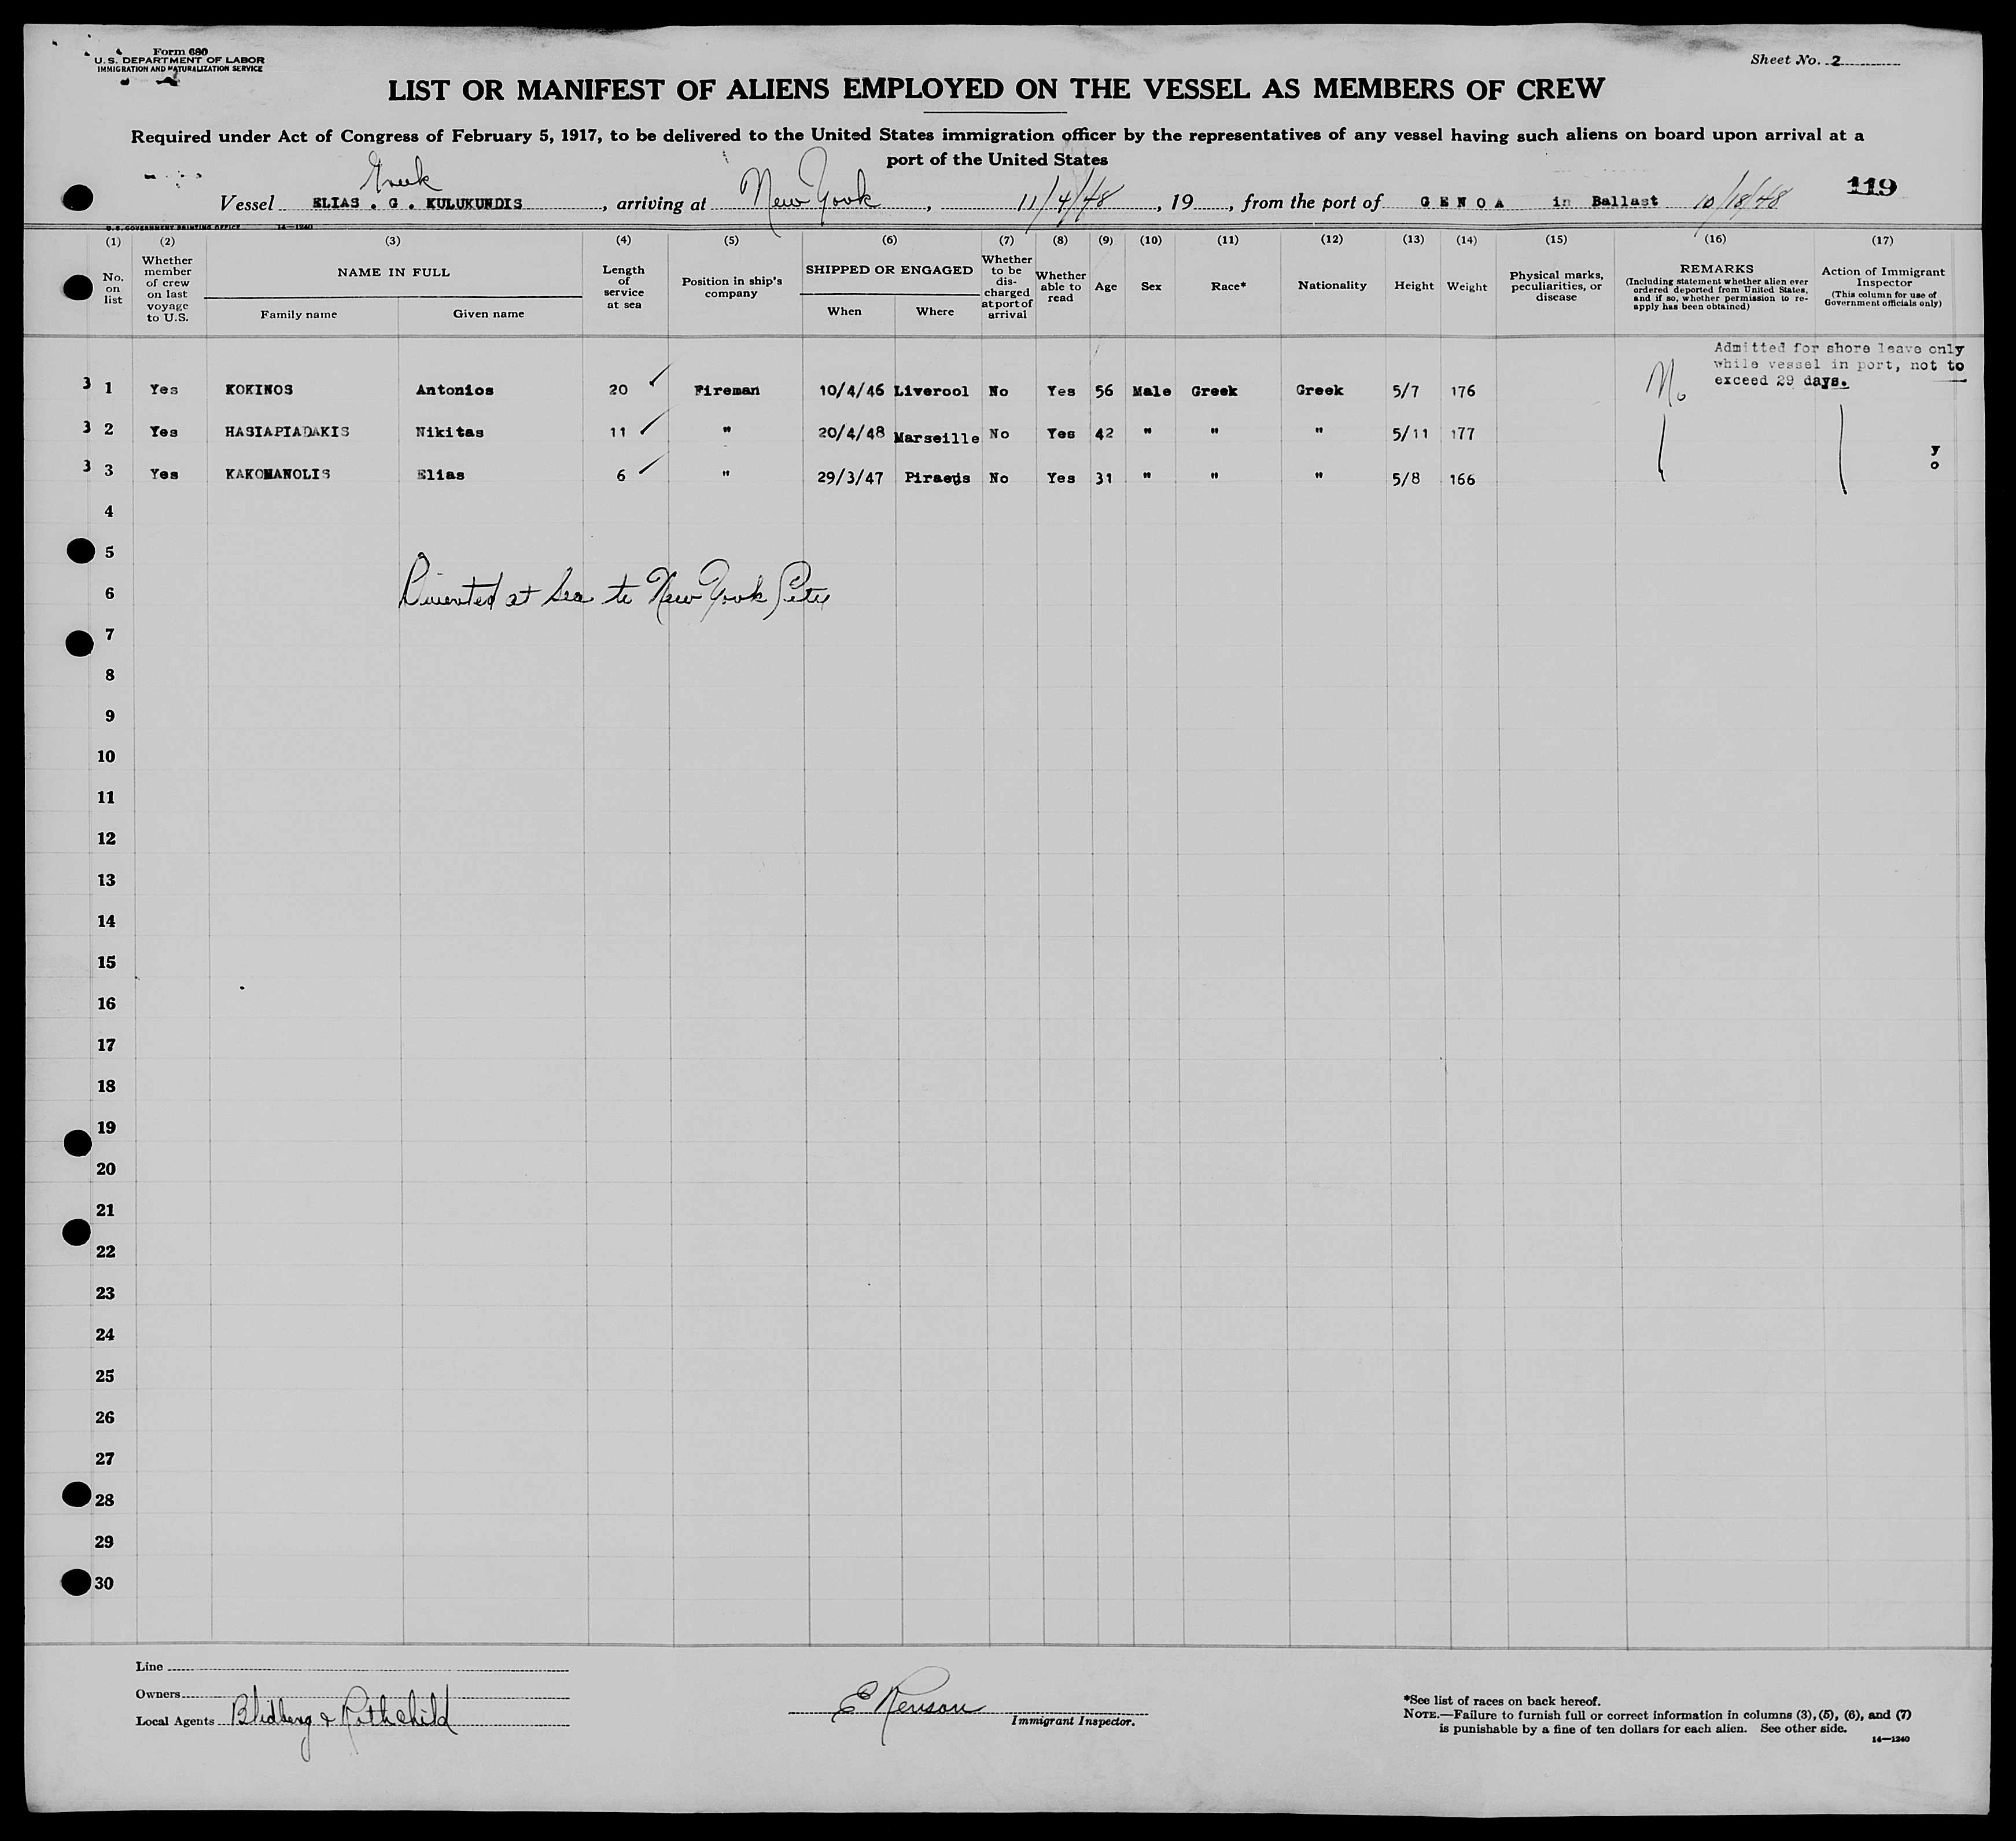 Form 680
U. S. DEPARTMENT OF LABOR
IMMIGRATION AND NATURALIZATION SERVICE
Sheet No. 2
LIST OR MANIFEST OF ALIENS EMPLOYED ON THE VESSEL AS MEMBERS OF CREW
Required under Act of Congress of February 5, 1917, to be delivered to the United States immigration officer by the representatives of any vessel having such aliens on board upon arrival at a
port of the United States
119
Greek
Vessel ELIAS . G . KULUKUNDIS , arriving at New York , 11/4/48 , 19 , from the port of GENOA in Ballast 10/18/48
U. S. GOVERNMENT PRINTING OFFICE 14—1240
(1) (2) (3) (4) (5) (6) (7) (8) (9) (10) (11) (12) (13) (14) (15) (16) (17)
No. on list
Whether member of crew on last voyage to U.S.
NAME IN FULL
Family name
Given name
Length of service at sea
Position in ship's company
SHIPPED OR ENGAGED
When
Where
Whether to be discharged at port of arrival
Whether able to read
Age
Sex
Race*
Nationality
Height
Weight
Physical marks, peculiarities, or disease
REMARKS
(Including statement whether alien ever ordered deported from United States, and if so, whether permission to reapply has been obtained)
Action of Immigrant Inspector
(This column for use of Government officials only)
Admitted for shore leave only
while vessel in port, not to
exceed 29 days.
3 1 Yes KOKINOS Antonios 20 Fireman 10/4/46 Liverool No Yes 56 Male Greek Greek 5/7 176 No
3 2 Yes HASIAPIADAKIS Nikitas 11 " 20/4/48 Marseille No Yes 42 " " " 5/11 177
3 3 Yes KAKOMANOLIS Elias 6 " 29/3/47 Piraeus No Yes 31 " " " 5/8 166
y
o
4
5
6 Diverted at Sea to New York City
7
8
9
10
11
12
13
14
15
16
17
18
19
20
21
22
23
24
25
26
27
28
29
30
Line
Owners
Local Agents Blidberg & Rothchild
E Kenson
Immigrant Inspector.
*See list of races on back hereof.
NOTE.—Failure to furnish full or correct information in columns (3), (5), (6), and (7)
is punishable by a fine of ten dollars for each alien. See other side.
14—1240